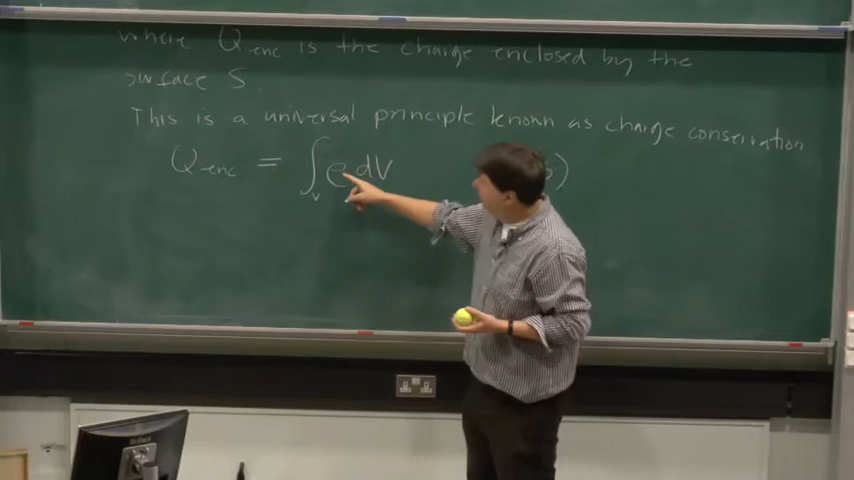 where Q_enc is the charge enclosed by the
surface S.
This is a universal principle known as charge conservation
Q_enc = ∫_V ρ dV )